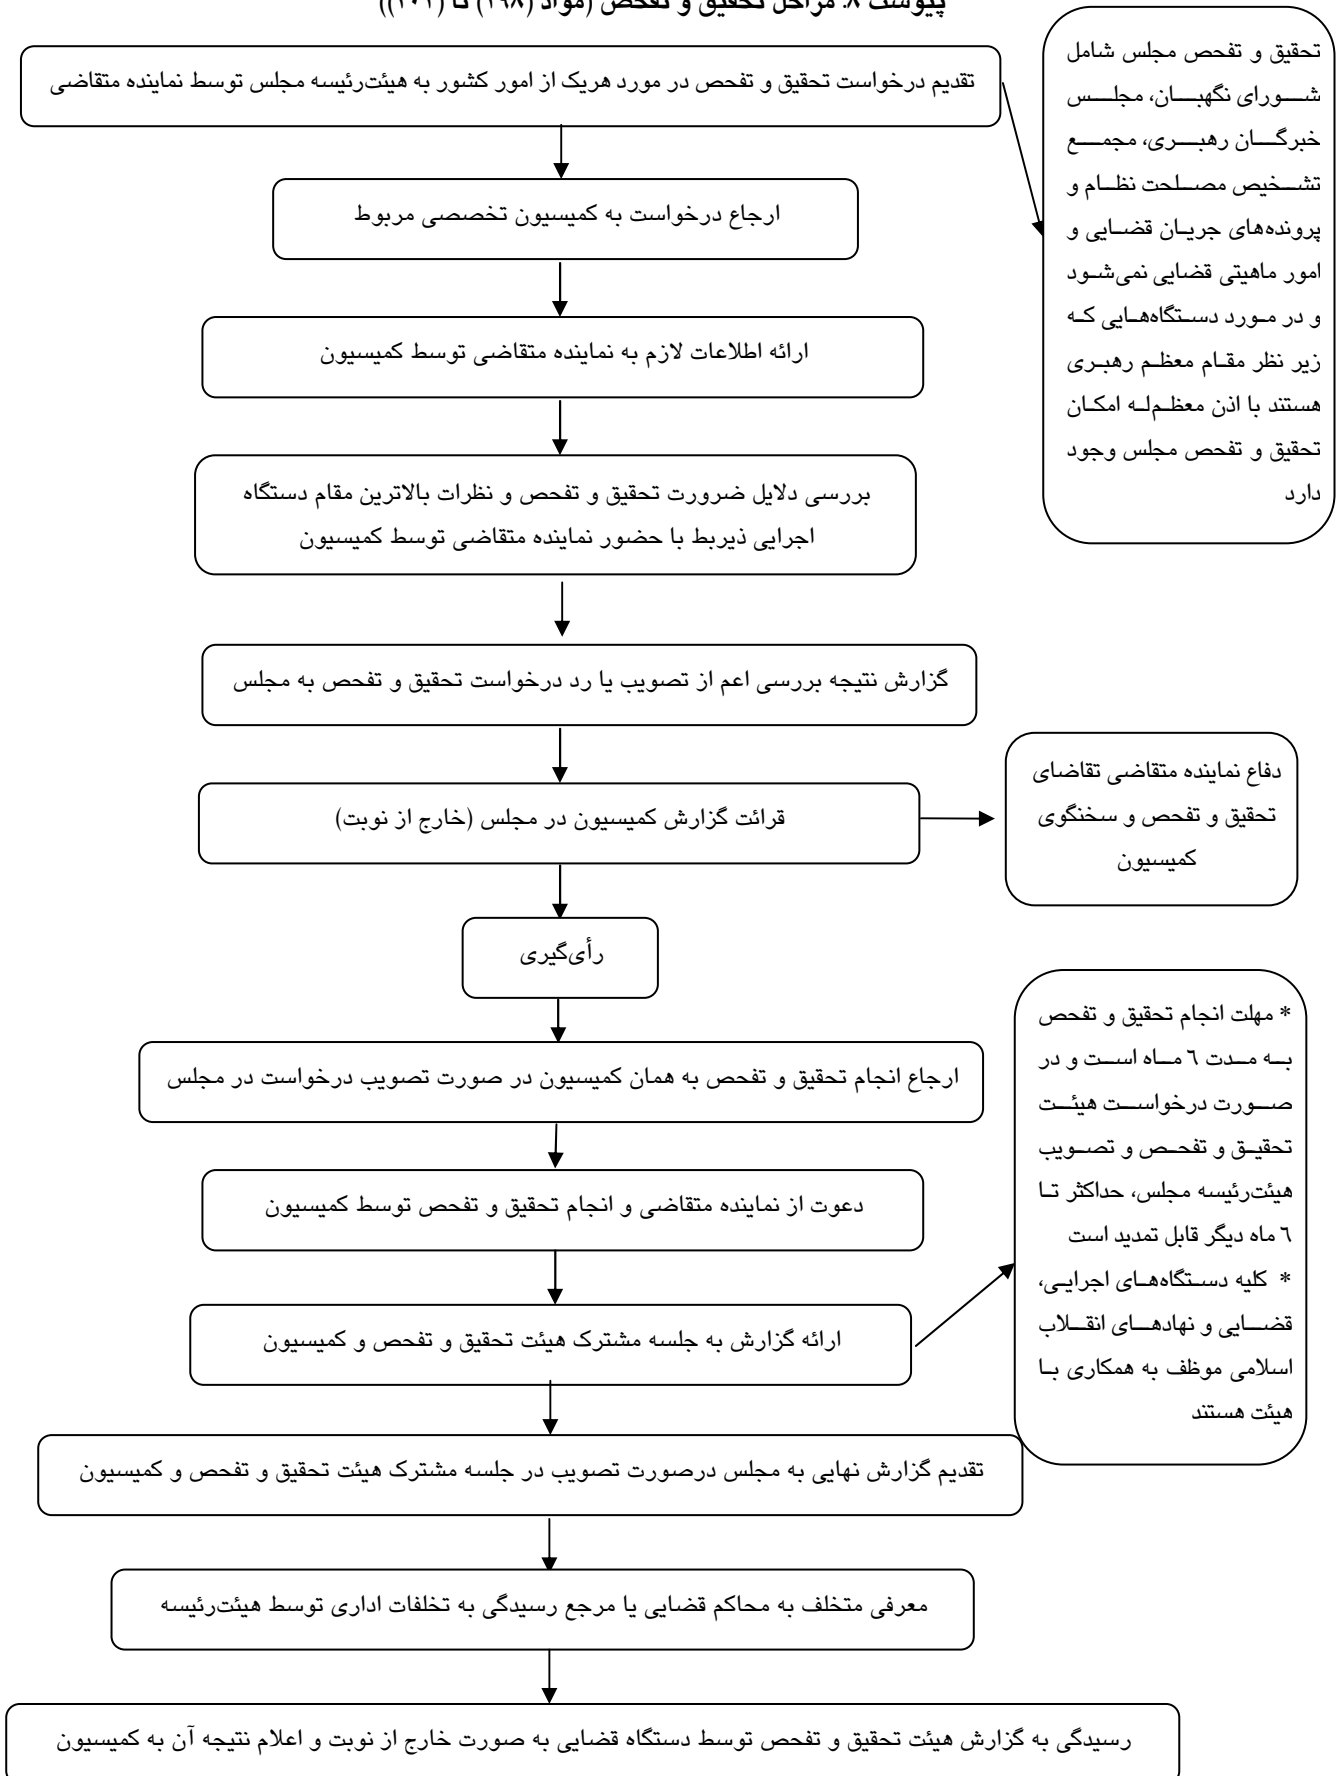 پیوست ۸. مراحل تحقیق و تفحص (مواد (۱۹۸) تا (۲۰۱))
تقدیم درخواست تحقیق و تفحص در مورد هریک از امور کشور به هیئت‌رئیسه مجلس توسط نماینده متقاضی
تحقیق و تفحص مجلس شامل
شورای نگهبان، مجلس
خبرگان رهبری، مجمع
تشخیص مصلحت نظام و
پرونده‌های جریان قضایی و
امور ماهیتی قضایی نمی‌شود
و در مورد دستگاه‌هایی که
زیر نظر مقام معظم رهبری
هستند با اذن معظم‌له امکان
تحقیق و تفحص مجلس وجود
دارد
ارجاع درخواست به کمیسیون تخصصی مربوط
ارائه اطلاعات لازم به نماینده متقاضی توسط کمیسیون
بررسی دلایل ضرورت تحقیق و تفحص و نظرات بالاترین مقام دستگاه
اجرایی ذیربط با حضور نماینده متقاضی توسط کمیسیون
گزارش نتیجه بررسی اعم از تصویب یا رد درخواست تحقیق و تفحص به مجلس
قرائت گزارش کمیسیون در مجلس (خارج از نوبت)
دفاع نماینده متقاضی تقاضای
تحقیق و تفحص و سخنگوی
کمیسیون
رأی‌گیری
ارجاع انجام تحقیق و تفحص به همان کمیسیون در صورت تصویب درخواست در مجلس
دعوت از نماینده متقاضی و انجام تحقیق و تفحص توسط کمیسیون
ارائه گزارش به جلسه مشترک هیئت تحقیق و تفحص و کمیسیون
* مهلت انجام تحقیق و تفحص
به مدت ٦ ماه است و در
صورت درخواست هیئت
تحقیق و تفحص و تصویب
هیئت‌رئیسه مجلس، حداکثر تا
٦ ماه دیگر قابل تمدید است
* کلیه دستگاه‌های اجرایی،
قضایی و نهادهای انقلاب
اسلامی موظف به همکاری با
هیئت هستند
تقدیم گزارش نهایی به مجلس درصورت تصویب در جلسه مشترک هیئت تحقیق و تفحص و کمیسیون
معرفی متخلف به محاکم قضایی یا مرجع رسیدگی به تخلفات اداری توسط هیئت‌رئیسه
رسیدگی به گزارش هیئت تحقیق و تفحص توسط دستگاه قضایی به صورت خارج از نوبت و اعلام نتیجه آن به کمیسیون